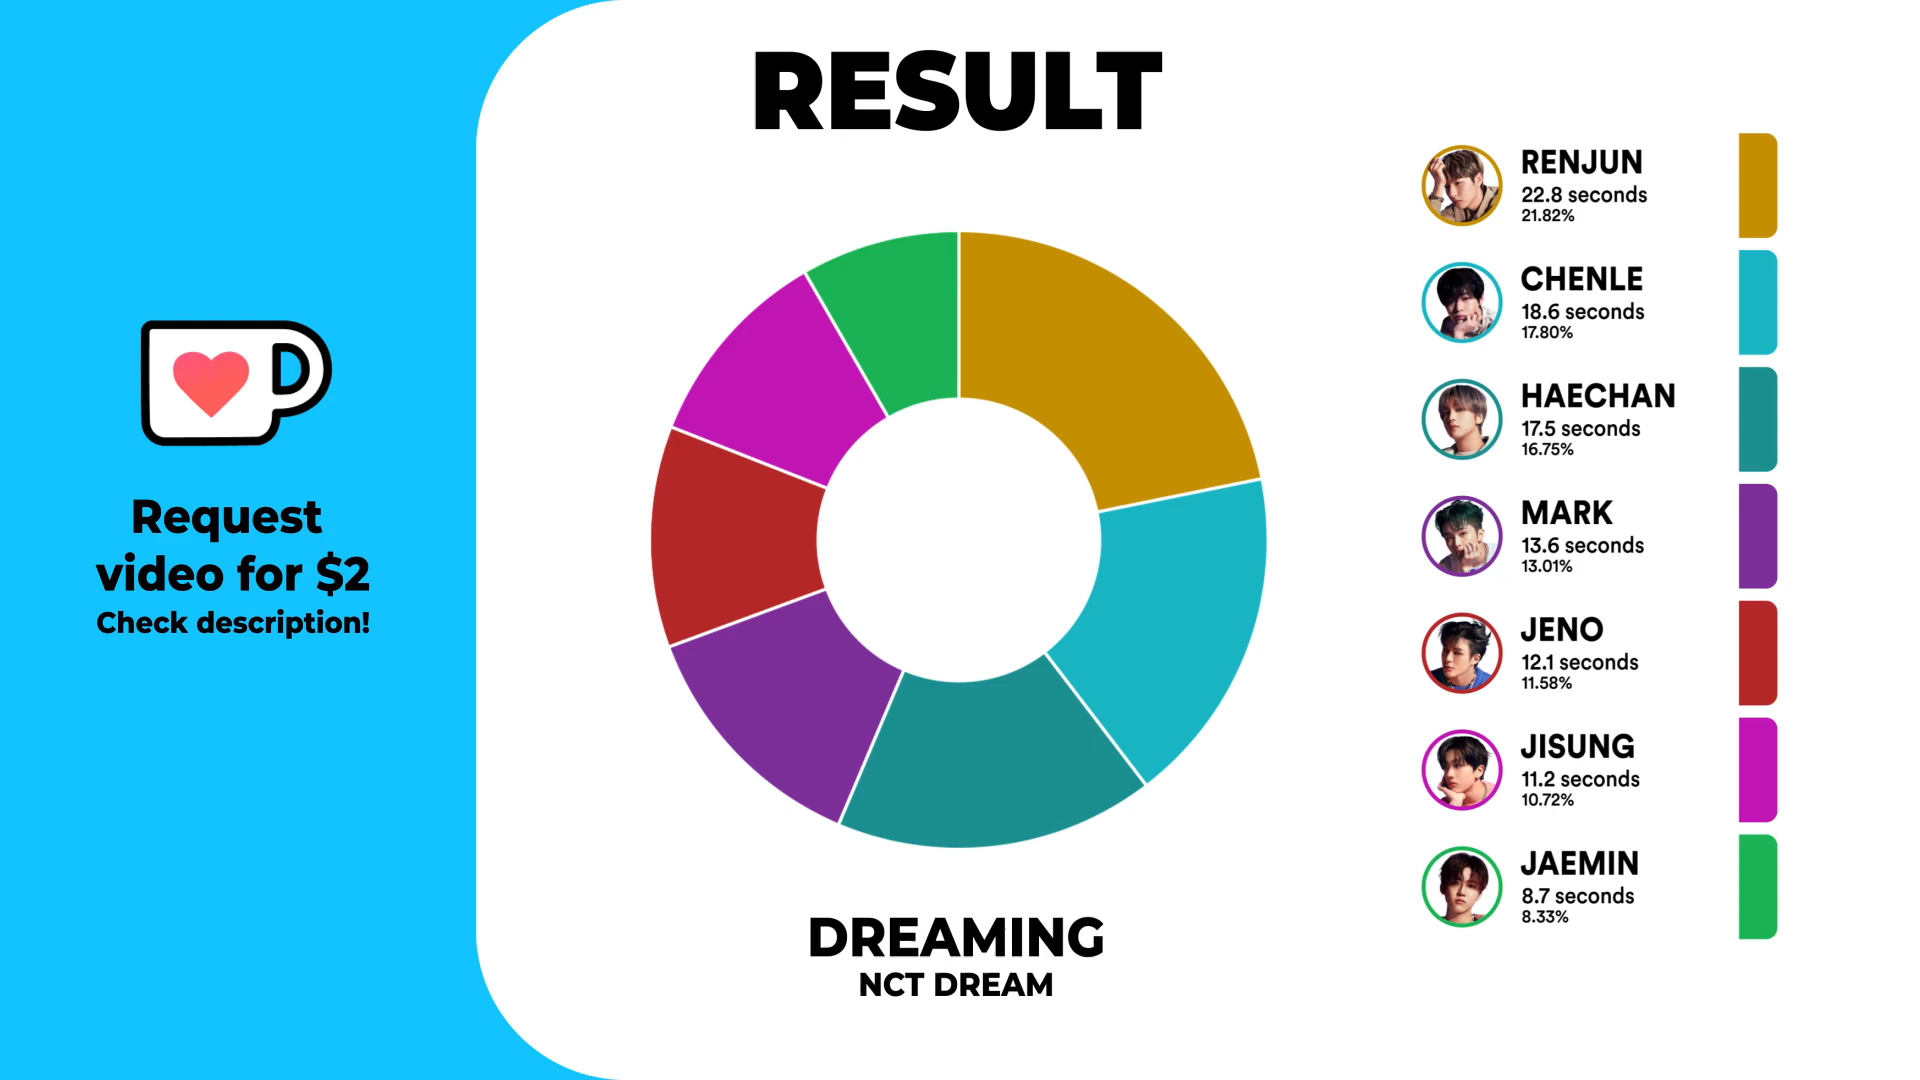 RESULT
Request
video for $2
Check description!
DREAMING
NCT DREAM
RENJUN
22.8 seconds
21.82%
CHENLE
18.6 seconds
17.80%
HAECHAN
17.5 seconds
16.75%
MARK
13.6 seconds
13.01%
JENO
12.1 seconds
11.58%
JISUNG
11.2 seconds
10.72%
JAEMIN
8.7 seconds
8.33%